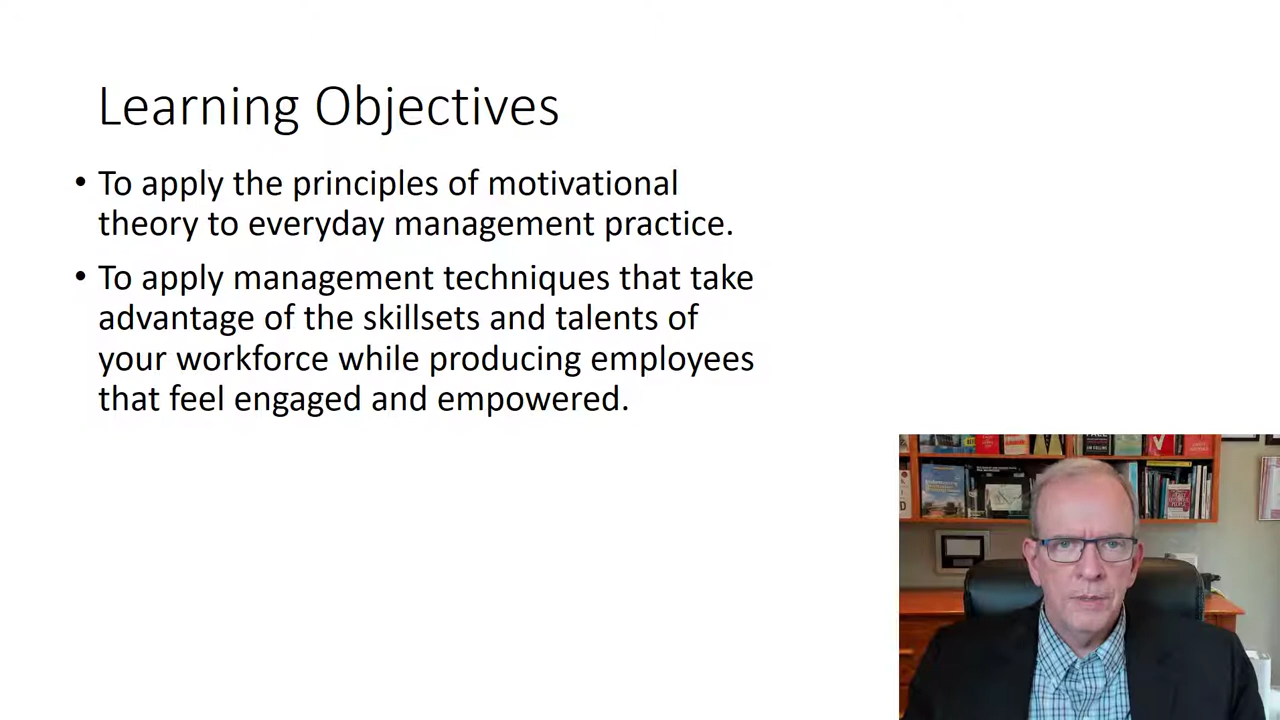 Learning Objectives
• To apply the principles of motivational
theory to everyday management practice.
• To apply management techniques that take
advantage of the skillsets and talents of
your workforce while producing employees
that feel engaged and empowered.